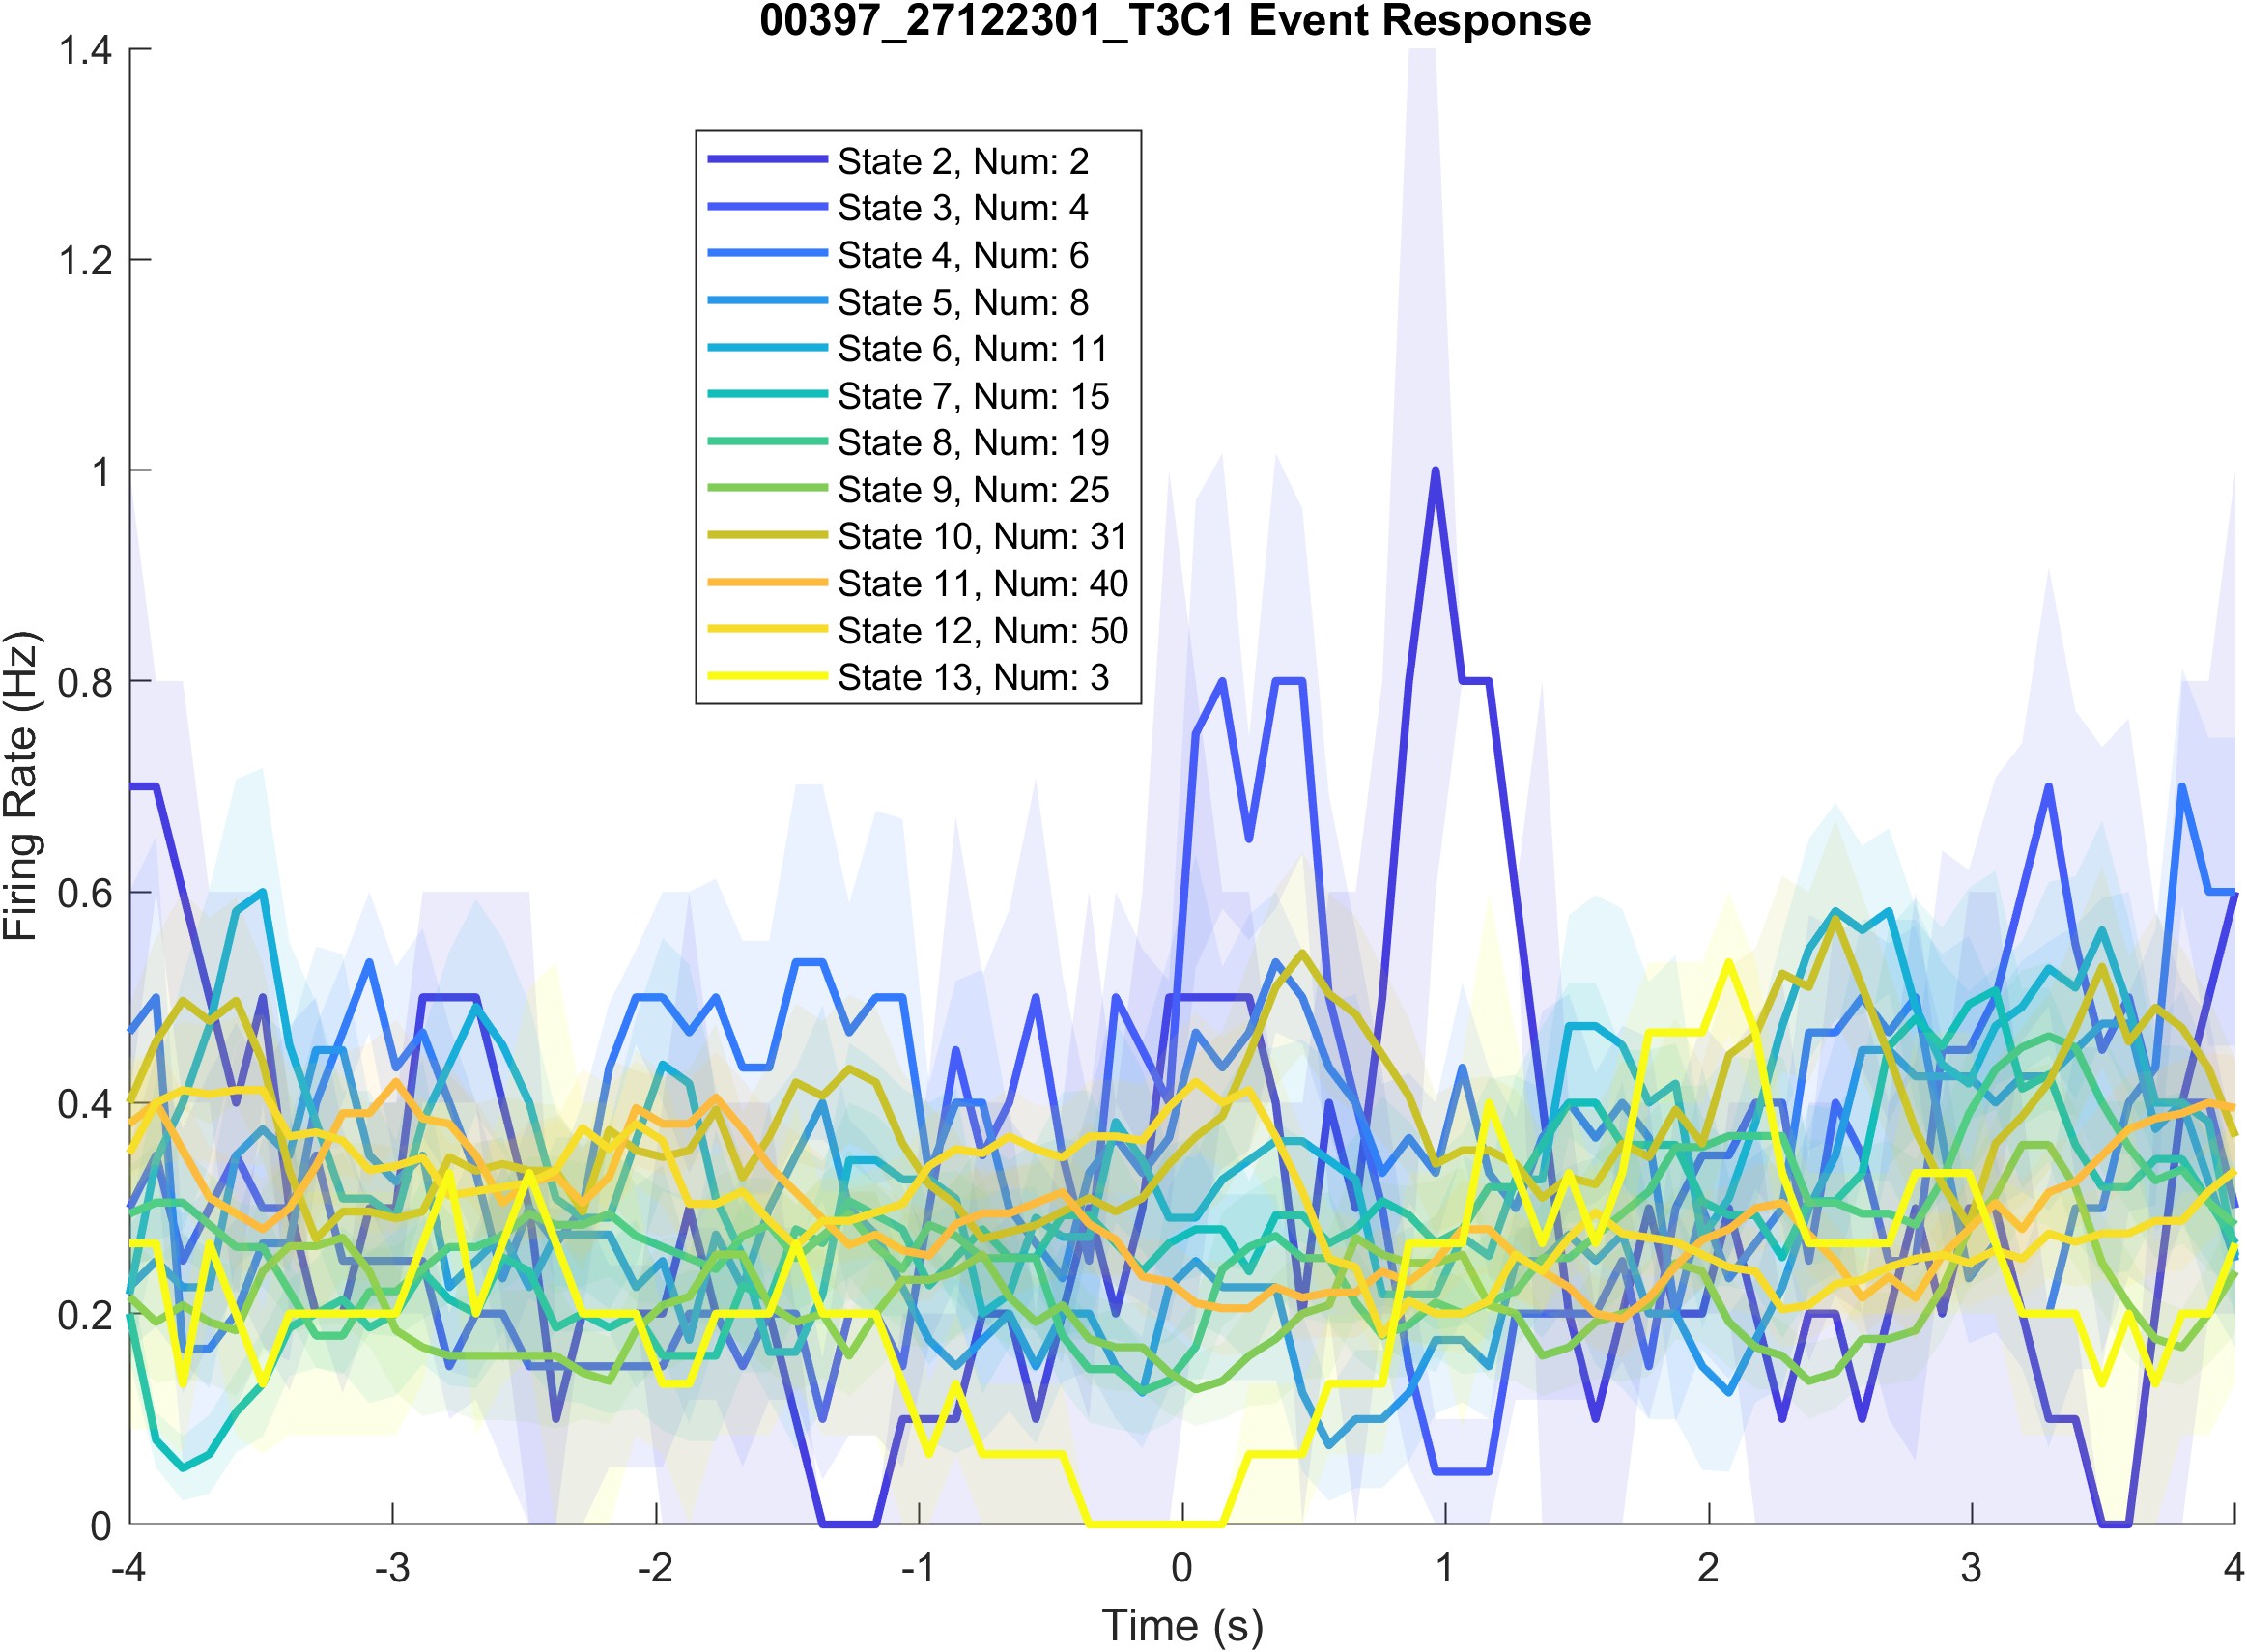 00397_27122301_T3C1 Event Response
1.4
1.2
1
0.8
0.6
0.4
0.2
0
Firing Rate (Hz)
State 2, Num: 2
State 3, Num: 4
State 4, Num: 6
State 5, Num: 8
State 6, Num: 11
State 7, Num: 15
State 8, Num: 19
State 9, Num: 25
State 10, Num: 31
State 11, Num: 40
State 12, Num: 50
State 13, Num: 3
-4 -3 -2 -1 0 1 2 3 4
Time (s)